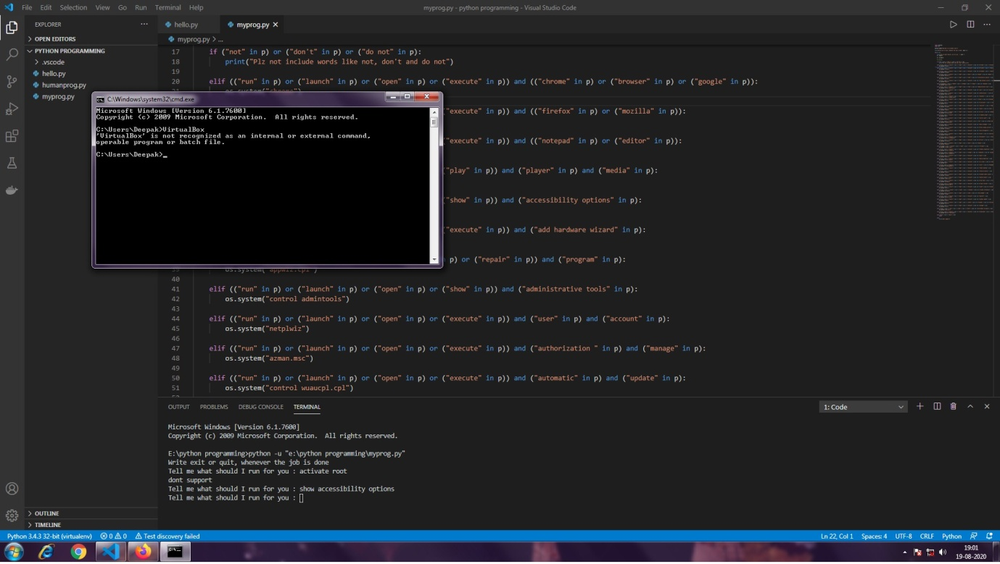 File Edit Selection View Go Run Terminal Help
myprog.py - python programming - Visual Studio Code
EXPLORER
OPEN EDITORS
PYTHON PROGRAMMING
.vscode
hello.py
humanprog.py
myprog.py
hello.py
myprog.py
myprog.py > ...
17 if ("not" in p) or ("don't" in p) or ("do not" in p):
18 print("Plz not include words like not, don't and do not")
19
20 elif (("run" in p) or ("launch" in p) or ("open" in p) or ("execute" in p)) and (("chrome" in p) or ("browser" in p) or ("google" in p)):
"execute" in p)) and (("firefox" in p) or ("mozilla" in p)):
"execute" in p)) and (("notepad" in p) or ("editor" in p)):
"play" in p)) and ("player" in p) and ("media" in p):
"show" in p)) and ("accessibility options" in p):
"execute" in p)) and ("add hardware wizard" in p):
p) or ("repair" in p)) and ("program" in p):
40
41 elif (("run" in p) or ("launch" in p) or ("open" in p) or ("show" in p)) and ("administrative tools" in p):
42 os.system("control admintools")
43
44 elif (("run" in p) or ("launch" in p) or ("open" in p) or ("execute" in p)) and ("user" in p) and ("account" in p):
45 os.system("netplwiz")
46
47 elif (("run" in p) or ("launch" in p) or ("open" in p) or ("execute" in p)) and ("authorization " in p) and ("manage" in p):
48 os.system("azman.msc")
49
50 elif (("run" in p) or ("launch" in p) or ("open" in p) or ("execute" in p)) and ("automatic" in p) and ("update" in p):
51 os.system("control wuaucpl.cpl")
C:\Windows\system32\cmd.exe
Microsoft Windows [Version 6.1.7600]
Copyright (c) 2009 Microsoft Corporation. All rights reserved.
C:\Users\Deepak>VirtualBox
'VirtualBox' is not recognized as an internal or external command,
operable program or batch file.
C:\Users\Deepak>_
OUTPUT PROBLEMS DEBUG CONSOLE TERMINAL
1: Code
Microsoft Windows [Version 6.1.7600]
Copyright (c) 2009 Microsoft Corporation. All rights reserved.
E:\python programming>python -u "e:\python programming\myprog.py"
Write exit or quit, whenever the job is done
Tell me what should I run for you : activate root
dont support
Tell me what should I run for you : show accessibility options
Tell me what should I run for you :
OUTLINE
TIMELINE
Python 3.4.3 32-bit (virtualenv) 0 0 Test discovery failed
Ln 22, Col 1 Spaces: 4 UTF-8 CRLF Python
19:01
19-08-2020